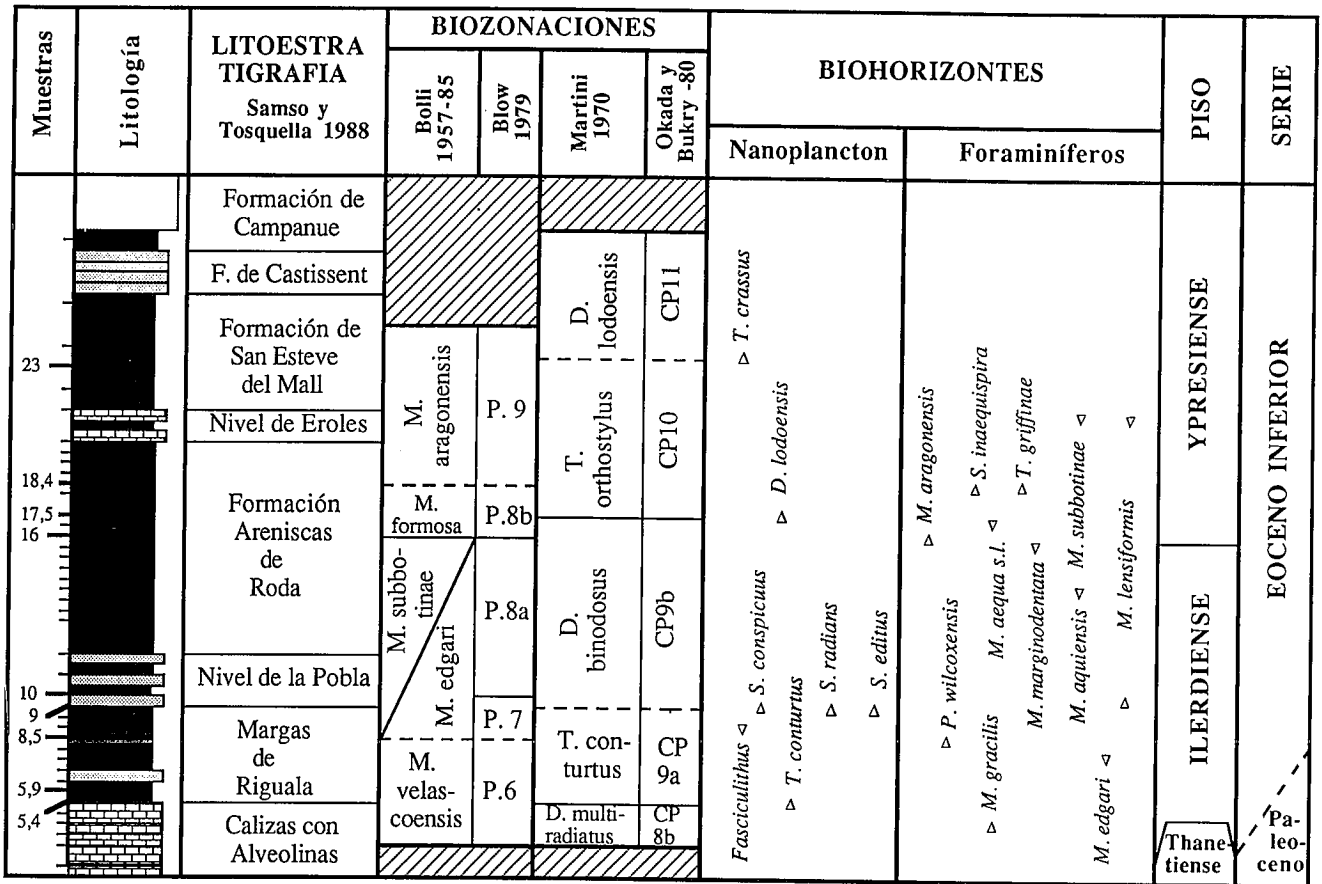 Muestras
Litología
LITOESTRA
TIGRAFIA
Samso y
Tosquella 1988
BIOZONACIONES
Bolli
1957-85
Blow
1979
Martini
1970
Okada y
Bukry -80
BIOHORIZONTES
Nanoplancton
Foraminíferos
PISO
SERIE
23
18,4
17,5
16
10
9
8,5
5,9
5,4
Formación de
Campanue
F. de Castissent
Formación de
San Esteve
del Mall
Nivel de Eroles
Formación
Areniscas
de
Roda
Nivel de la Pobla
Margas
de
Riguala
Calizas con
Alveolinas
M.
aragonensis
M.
formosa
M. subbo-
tinae
M. edgari
M.
velas-
coensis
P. 9
P.8b
P.8a
P. 7
P.6
D.
lodoensis
T.
orthostylus
D.
binodosus
T. con-
turtus
D. multi-
radiatus
CP11
CP10
CP9b
CP
9a
CP
8b
T. crassus
D. lodoensis
Fasciculithus
S. conspicuus
T. conturtus
S. radians
S. editus
M. aragonensis
P. wilcoxensis
S. inaequispira
M. aequa s.l.
M. gracilis
T. griffinae
M. marginodentata
M. subbotinae
M. aquiensis
M. lensiformis
M. edgari
YPRESIENSE
ILERDIENSE
Thane-
tiense
EOCENO INFERIOR
Pa-
leo-
ceno